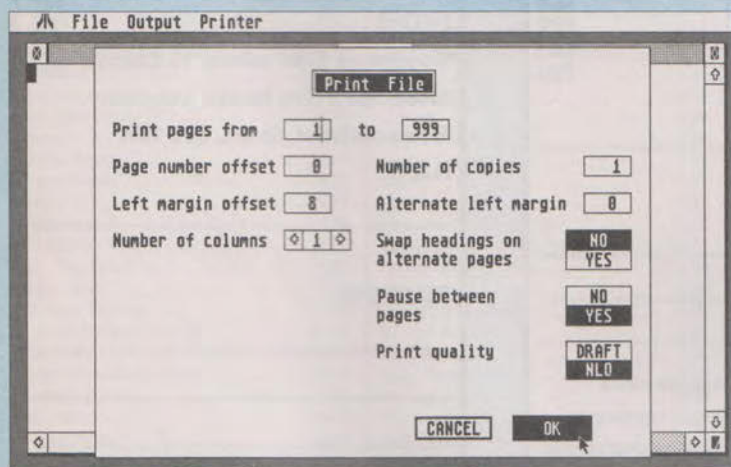 File Output Printer
Print File
Print pages from 1 to 999
Page number offset 0 Number of copies 1
Left margin offset 8 Alternate left margin 0
Number of columns 1 Swap headings on alternate pages NO YES
Pause between pages NO YES
Print quality DRAFT NLQ
CANCEL OK